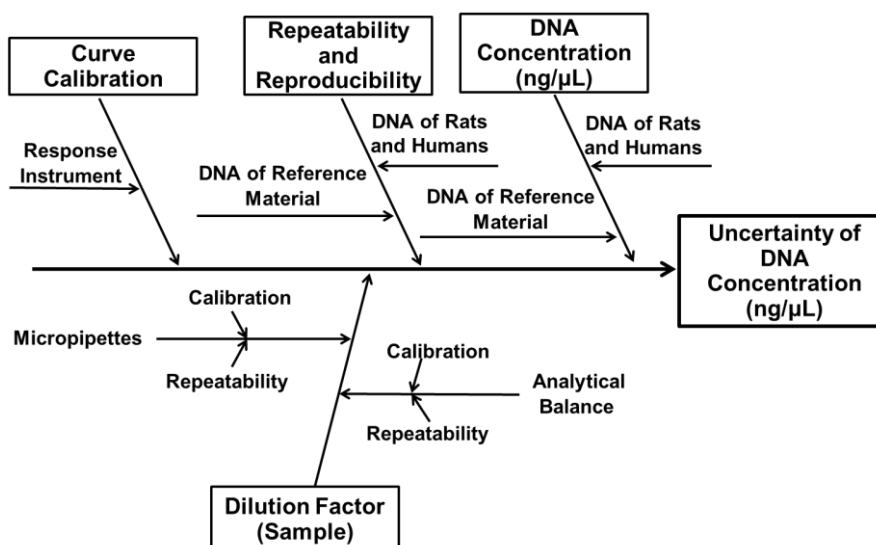 Curve
Calibration
Repeatability
and
Reproducibility
DNA
Concentration
(ng/µL)
Response
Instrument
DNA of Rats
and Humans
DNA of Reference
Material
DNA of Rats
and Humans
DNA of Reference
Material
Uncertainty of
DNA
Concentration
(ng/µL)
Calibration
Micropipettes
Repeatability
Calibration
Analytical
Balance
Repeatability
Dilution Factor
(Sample)